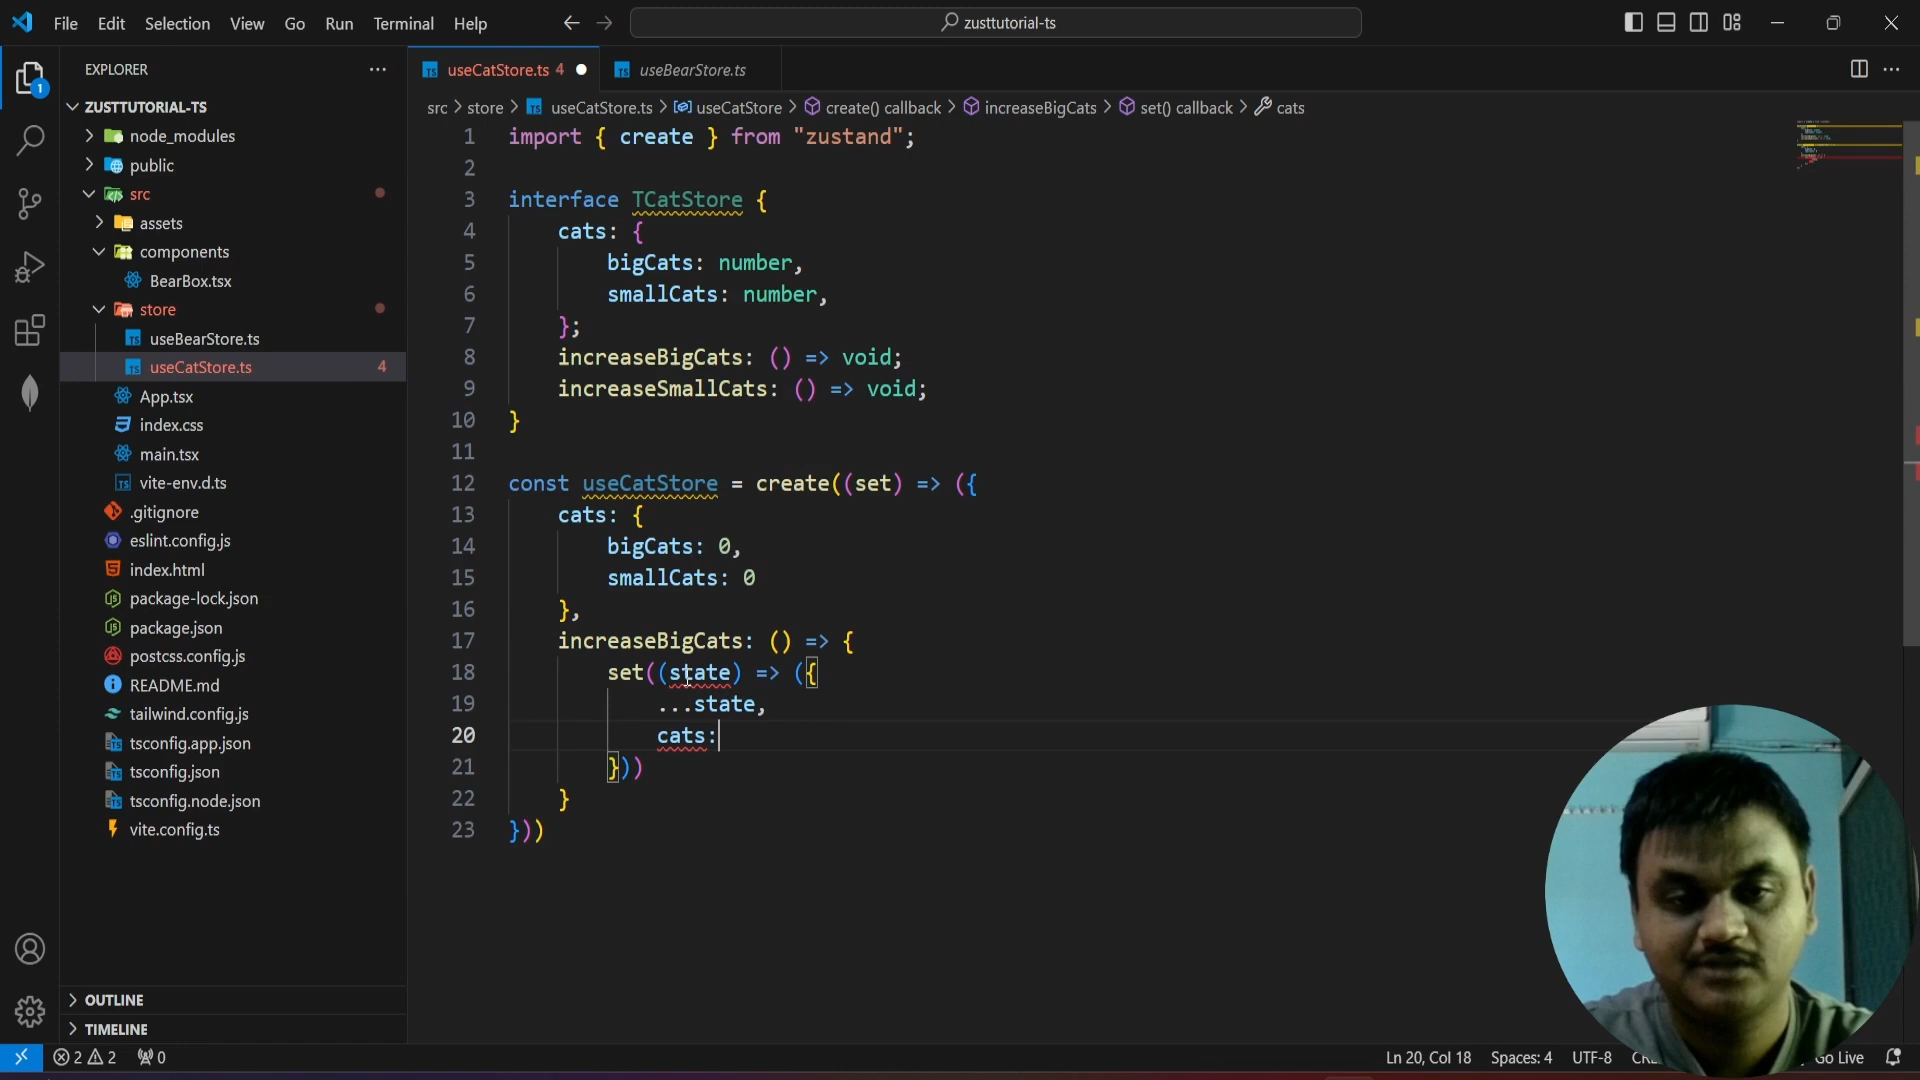 File Edit Selection View Go Run Terminal Help
zusttutorial-ts
EXPLORER
1
ZUSTTUTORIAL-TS
node_modules
public
src
assets
components
BearBox.tsx
store
useBearStore.ts
useCatStore.ts 4
App.tsx
index.css
main.tsx
vite-env.d.ts
.gitignore
eslint.config.js
index.html
package-lock.json
package.json
postcss.config.js
README.md
tailwind.config.js
tsconfig.app.json
tsconfig.json
tsconfig.node.json
vite.config.ts
OUTLINE
TIMELINE
useCatStore.ts 4 useBearStore.ts
src > store > useCatStore.ts > useCatStore > create() callback > increaseBigCats > set() callback > cats
1 import { create } from "zustand";
2
3 interface TCatStore {
4 cats: {
5 bigCats: number,
6 smallCats: number,
7 };
8 increaseBigCats: () => void;
9 increaseSmallCats: () => void;
10 }
11
12 const useCatStore = create((set) => ({
13 cats: {
14 bigCats: 0,
15 smallCats: 0
16 },
17 increaseBigCats: () => {
18 set((state) => ({
19 ...state,
20 cats:
21 }))
22 }
23 }))
2 2 0
Ln 20, Col 18 Spaces: 4 UTF-8 Go Live